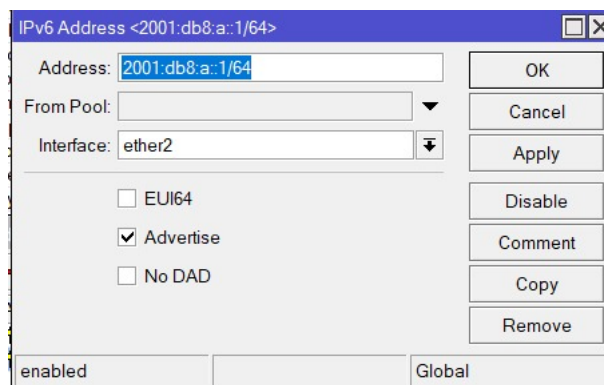 IPv6 Address <2001:db8:a::1/64>
Address: 2001:db8:a::1/64
OK
From Pool:
Cancel
Interface: ether2
Apply
EUI64
Disable
Advertise
Comment
No DAD
Copy
Remove
enabled
Global